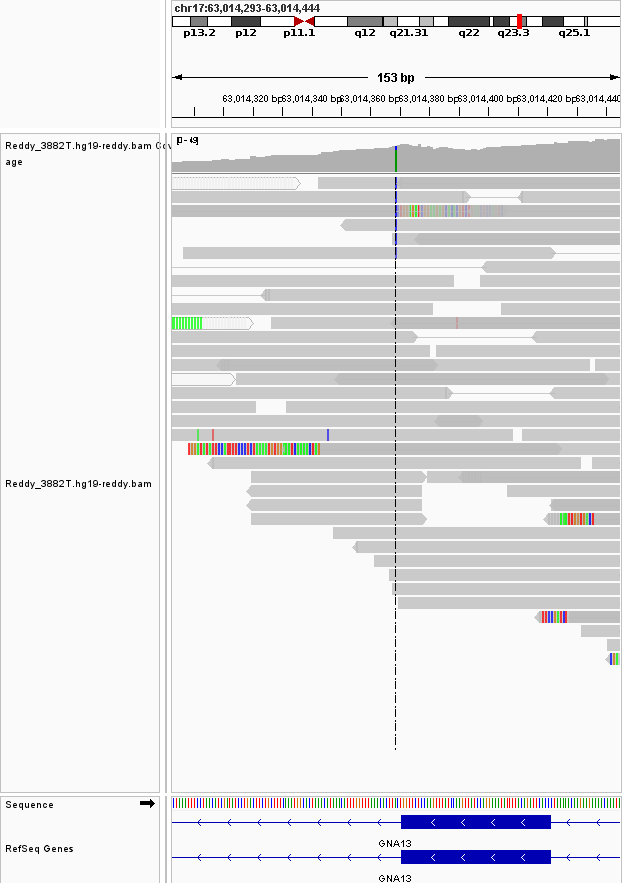 chr17:63,014,293-63,014,444
p13.2 p12 p11.1 q12 q21.31 q22 q23.3 q25.1
153 bp
63,014,320 bp 63,014,340 bp 63,014,360 bp 63,014,380 bp 63,014,400 bp 63,014,420 bp 63,014,440
Reddy_3882T.hg19-reddy.bam Co
age
[0 - 49]
Reddy_3882T.hg19-reddy.bam
Sequence
GNA13
RefSeq Genes
GNA13